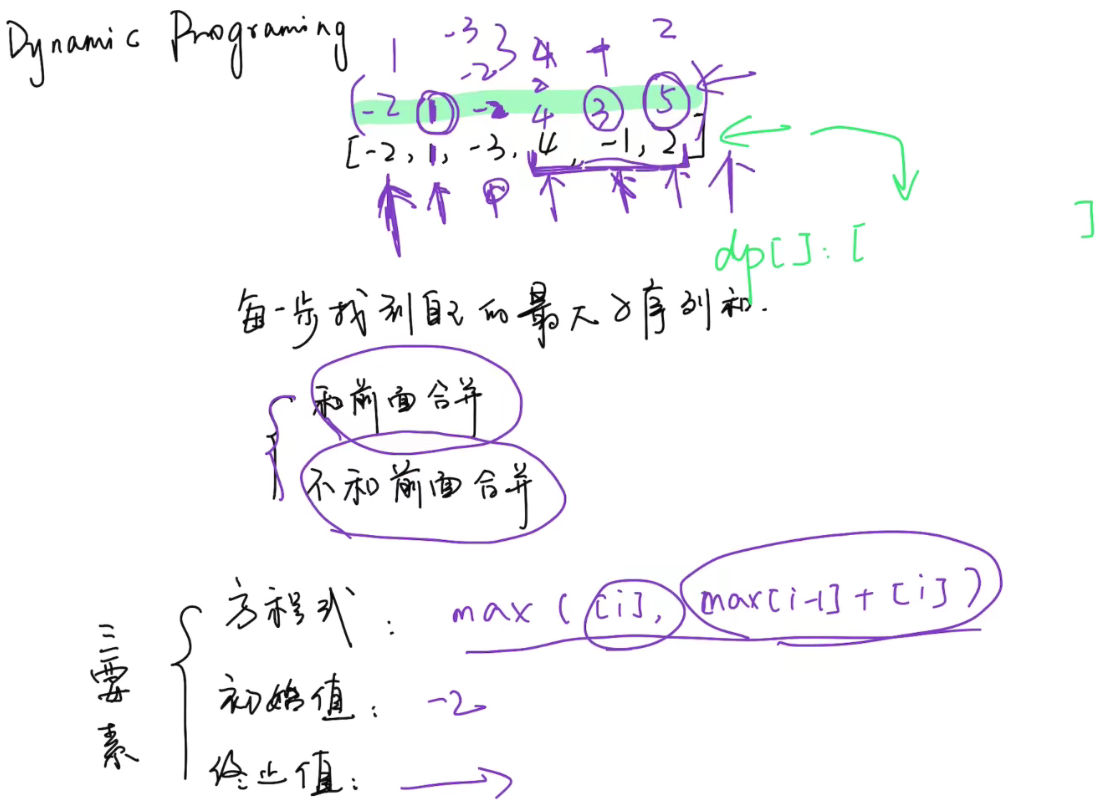 Dynamic Programing
1 -3 3 4 -1 2
-2
-2 1 -2 4 3 5
[-2, 1, -3, 4, -1, 2]
dp[]: [ ]
每一步找到自己的最大子序列和.
和前面合并
不和前面合并
三要素
方程式: max([i], max[i-1]+[i])
初始值: -2
终止值: